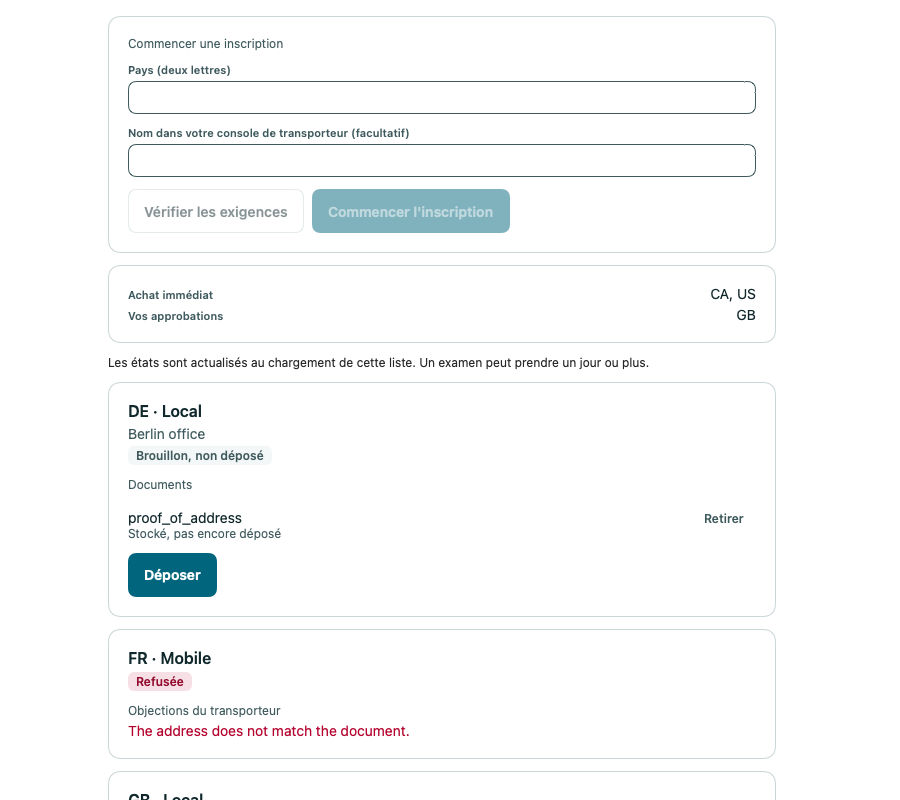 Commencer une inscription
Pays (deux lettres)
Nom dans votre console de transporteur (facultatif)
Vérifier les exigences
Commencer l'inscription
Achat immédiat
CA, US
Vos approbations
GB
Les états sont actualisés au chargement de cette liste. Un examen peut prendre un jour ou plus.
DE · Local
Berlin office
Brouillon, non déposé
Documents
proof_of_address
Retirer
Stocké, pas encore déposé
Déposer
FR · Mobile
Refusée
Objections du transporteur
The address does not match the document.
GB · Local